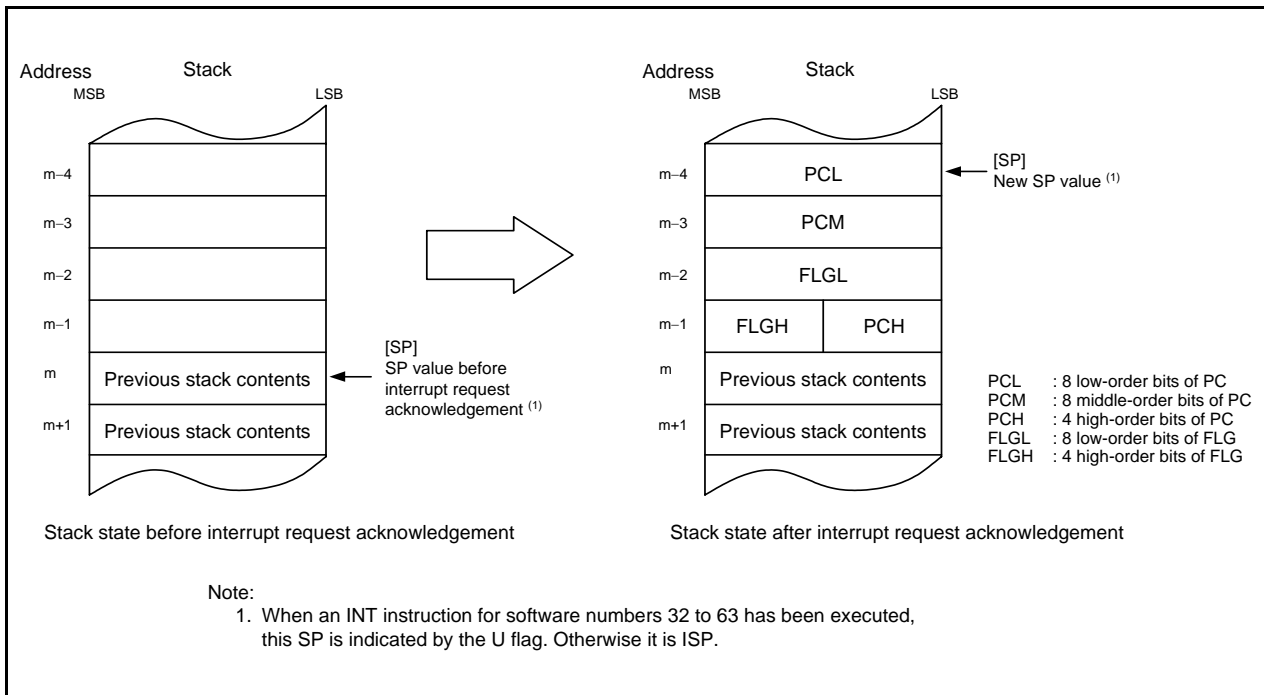 Address Stack
MSB LSB
m−4
m−3
m−2
m−1
m Previous stack contents
m+1 Previous stack contents
[SP]
SP value before
interrupt request
acknowledgement (1)
Stack state before interrupt request acknowledgement
Address Stack
MSB LSB
m−4 PCL
m−3 PCM
m−2 FLGL
m−1 FLGH PCH
m Previous stack contents
m+1 Previous stack contents
[SP]
New SP value (1)
PCL : 8 low-order bits of PC
PCM : 8 middle-order bits of PC
PCH : 4 high-order bits of PC
FLGL : 8 low-order bits of FLG
FLGH : 4 high-order bits of FLG
Stack state after interrupt request acknowledgement
Note:
1. When an INT instruction for software numbers 32 to 63 has been executed,
this SP is indicated by the U flag. Otherwise it is ISP.